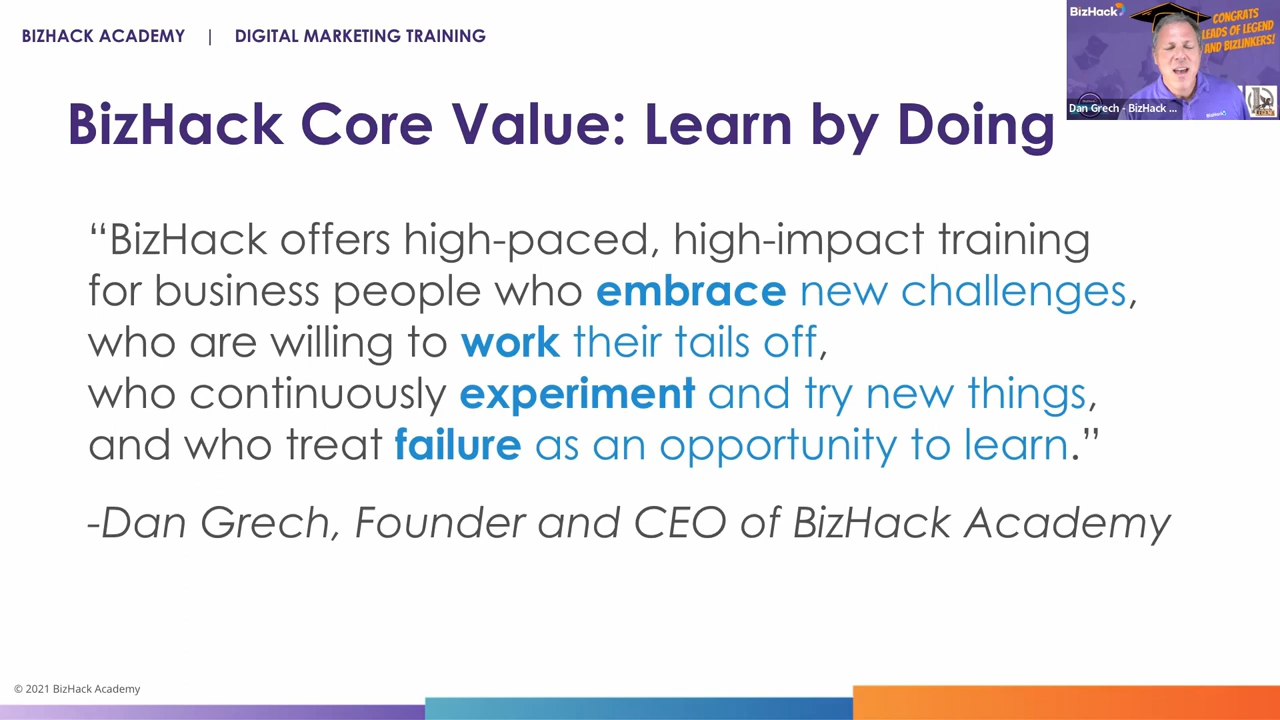 BIZHACK ACADEMY | DIGITAL MARKETING TRAINING
BizHack
CONGRATS
LEADS OF LEGEND
AND BIZLINKERS!
Dan Grech - BizHack ...
BizHack Core Value: Learn by Doing
“BizHack offers high-paced, high-impact training
for business people who embrace new challenges,
who are willing to work their tails off,
who continuously experiment and try new things,
and who treat failure as an opportunity to learn.”
-Dan Grech, Founder and CEO of BizHack Academy
© 2021 BizHack Academy